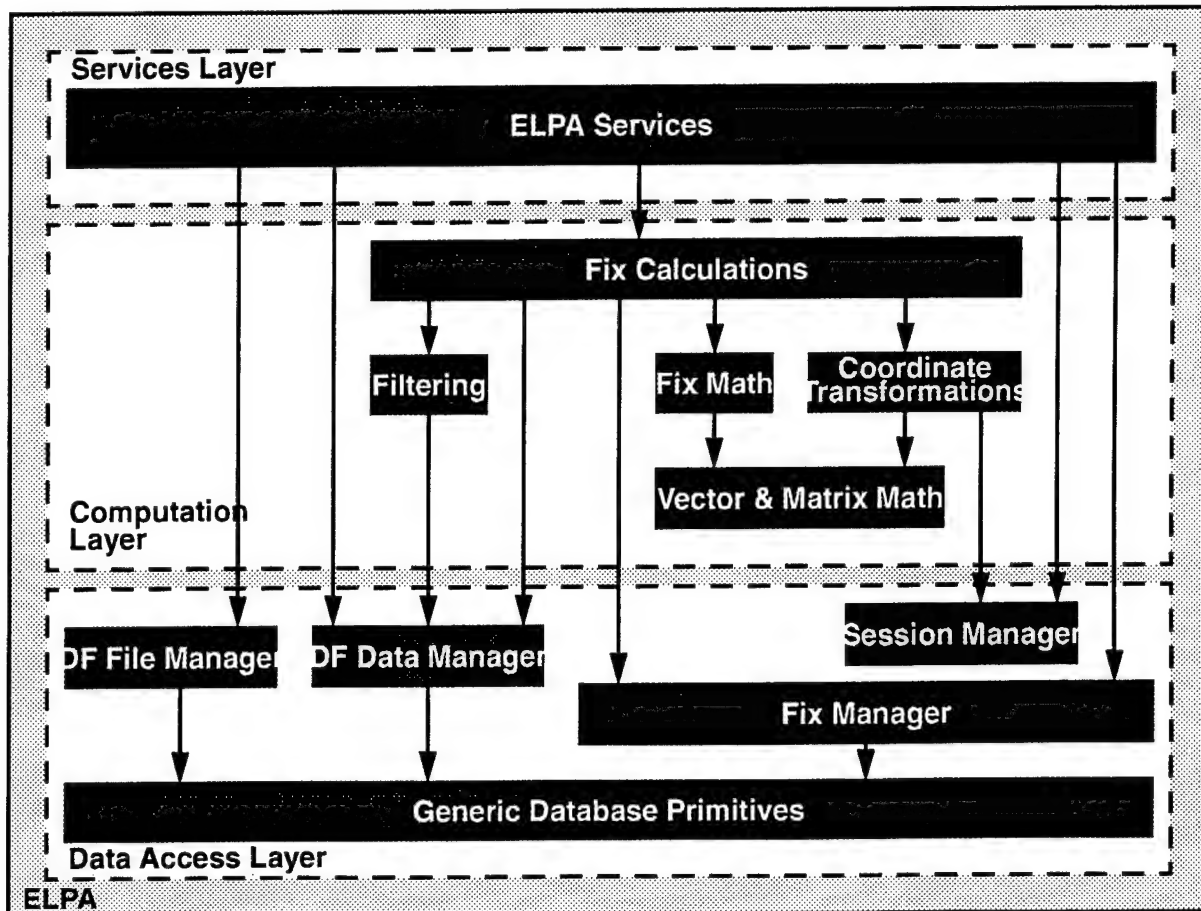 Services Layer
ELPA Services
Fix Calculations
Filtering
Fix Math
Coordinate
Transformations
Vector & Matrix Math
Computation
Layer
DF File Manager
DF Data Manager
Session Manager
Fix Manager
Generic Database Primitives
Data Access Layer
ELPA